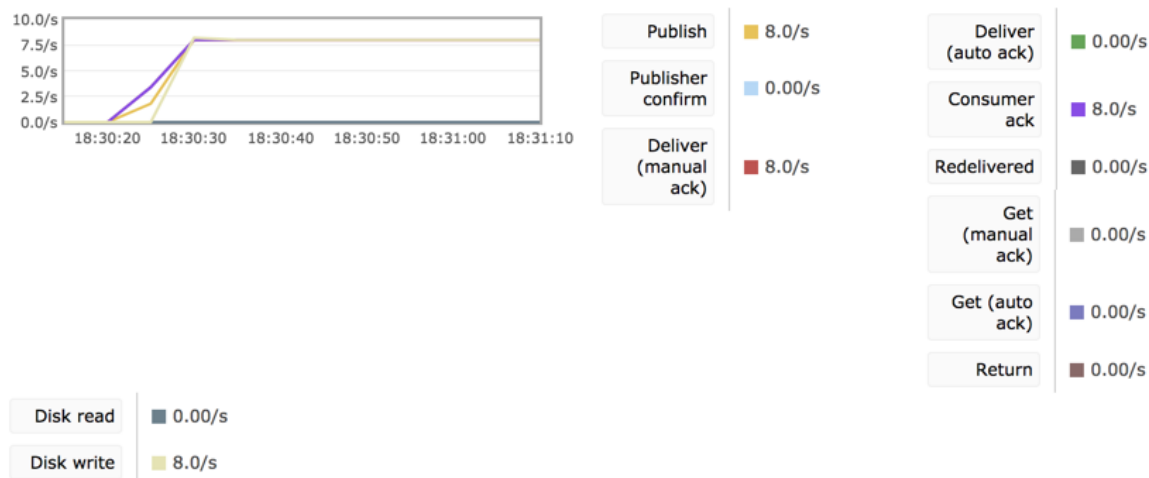 10.0/s
7.5/s
5.0/s
2.5/s
0.0/s
18:30:20 18:30:30 18:30:40 18:30:50 18:31:00 18:31:10
Publish 8.0/s
Publisher
confirm 0.00/s
Deliver
(manual
ack) 8.0/s
Deliver
(auto ack) 0.00/s
Consumer
ack 8.0/s
Redelivered 0.00/s
Get
(manual
ack) 0.00/s
Get (auto
ack) 0.00/s
Return 0.00/s
Disk read 0.00/s
Disk write 8.0/s